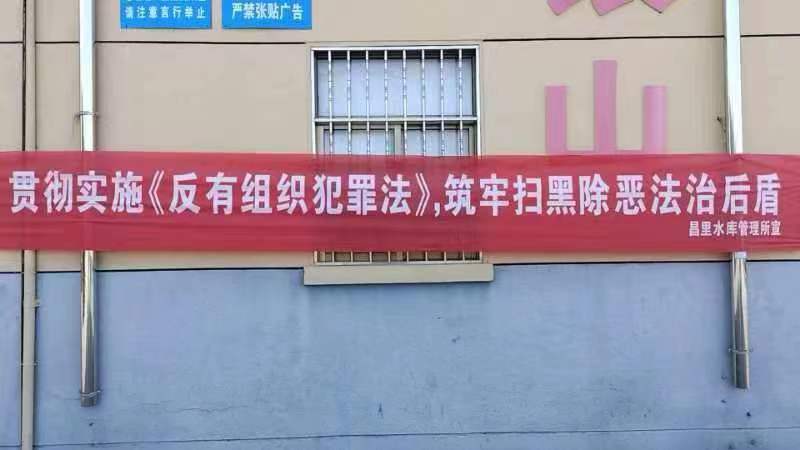 请注意言行举止
严禁张贴广告
山
贯彻实施《反有组织犯罪法》,筑牢扫黑除恶法治后盾
昌里水库管理所宣